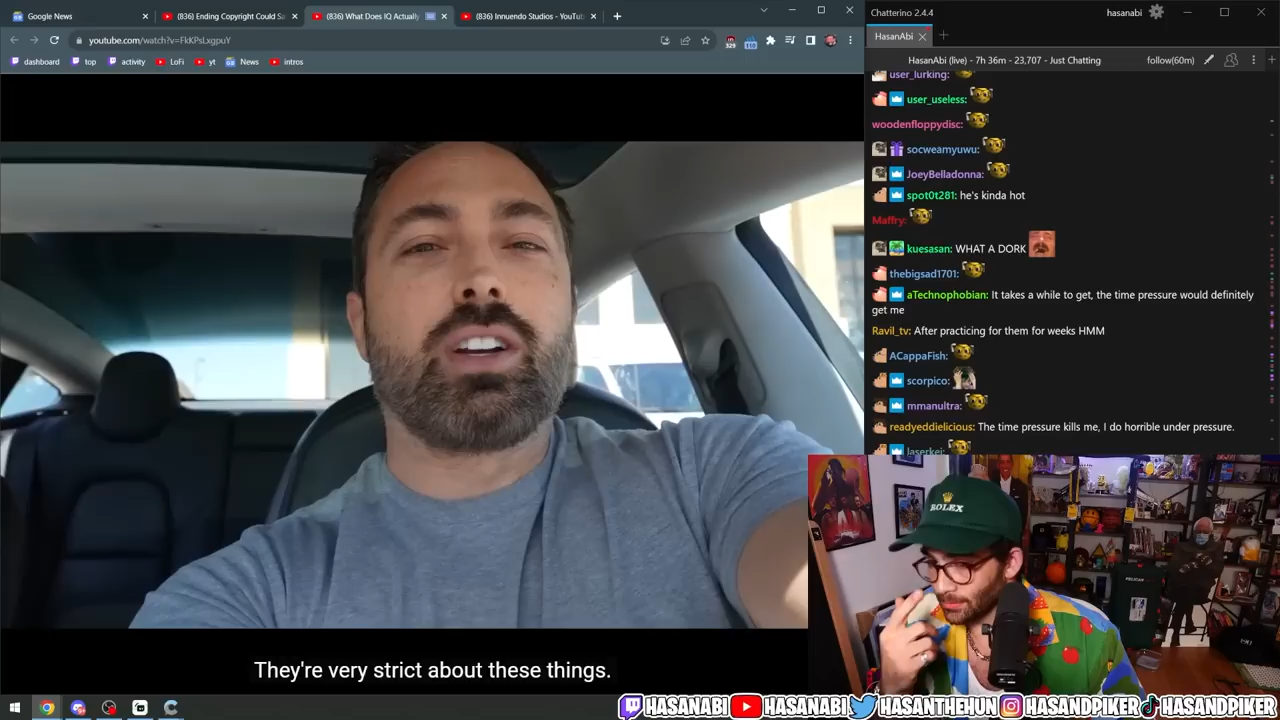 Google News
(836) Ending Copyright Could Sa
(836) What Does IQ Actually
(836) Innuendo Studios - YouTub
youtube.com/watch?v=FkKPsLxgpuY
329
110
dashboard
top
activity
LoFi
yt
News
intros
They're very strict about these things.
Chatterino 2.4.4
hasanabi
HasanAbi
HasanAbi (live) - 7h 36m - 23,707 - Just Chatting
follow(60m)
user_lurking:
user_useless:
woodenfloppydisc:
socweamyuwu:
JoeyBelladonna:
spot0t281: he's kinda hot
Maffry:
kuesasan: WHAT A DORK
thebigsad1701:
aTechnophobian: It takes a while to get, the time pressure would definitely
get me
Ravil_tv: After practicing for them for weeks HMM
ACappaFish:
scorpico:
mmanultra:
readyeddielicious: The time pressure kills me, I do horrible under pressure.
laserkei:
ROLEX
PELICAN
HASANABI
HASANABI
HASANTHEHUN
HASANDPIKER
HASANDPIKER